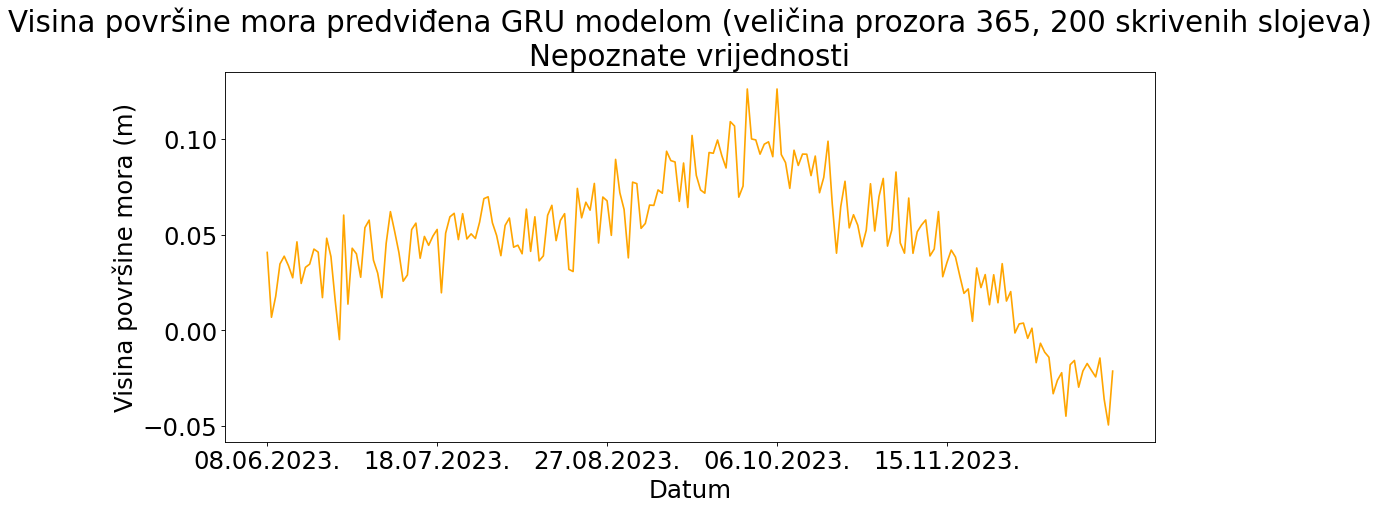 Visina površine mora predviđena GRU modelom (veličina prozora 365, 200 skrivenih slojeva)
Nepoznate vrijednosti
Visina površine mora (m)
0.10
0.05
0.00
−0.05
08.06.2023. 18.07.2023. 27.08.2023. 06.10.2023. 15.11.2023.
Datum